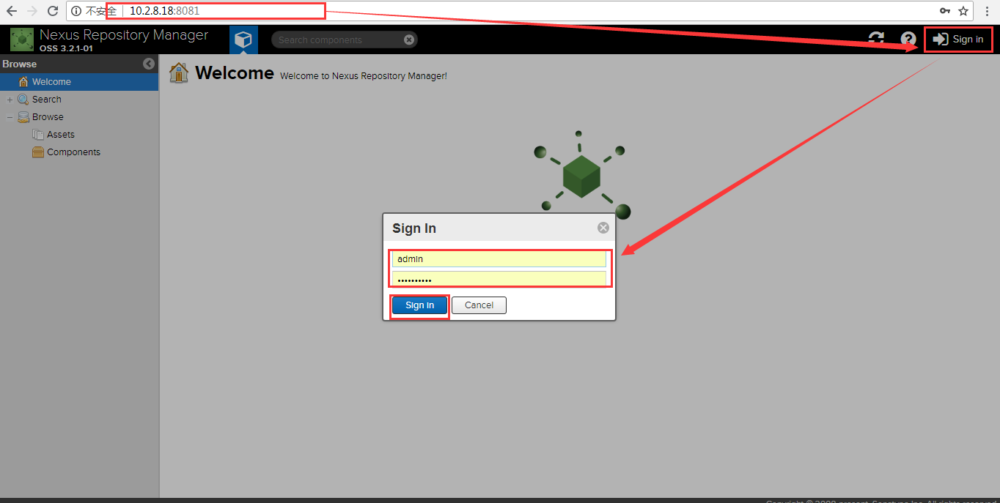 不安全 10.2.8.18:8081
Nexus Repository Manager
OSS 3.2.1-01
Search components
Sign in
Browse
Welcome
Search
Browse
Assets
Components
Welcome Welcome to Nexus Repository Manager!
Sign In
admin
••••••••••
Sign in Cancel